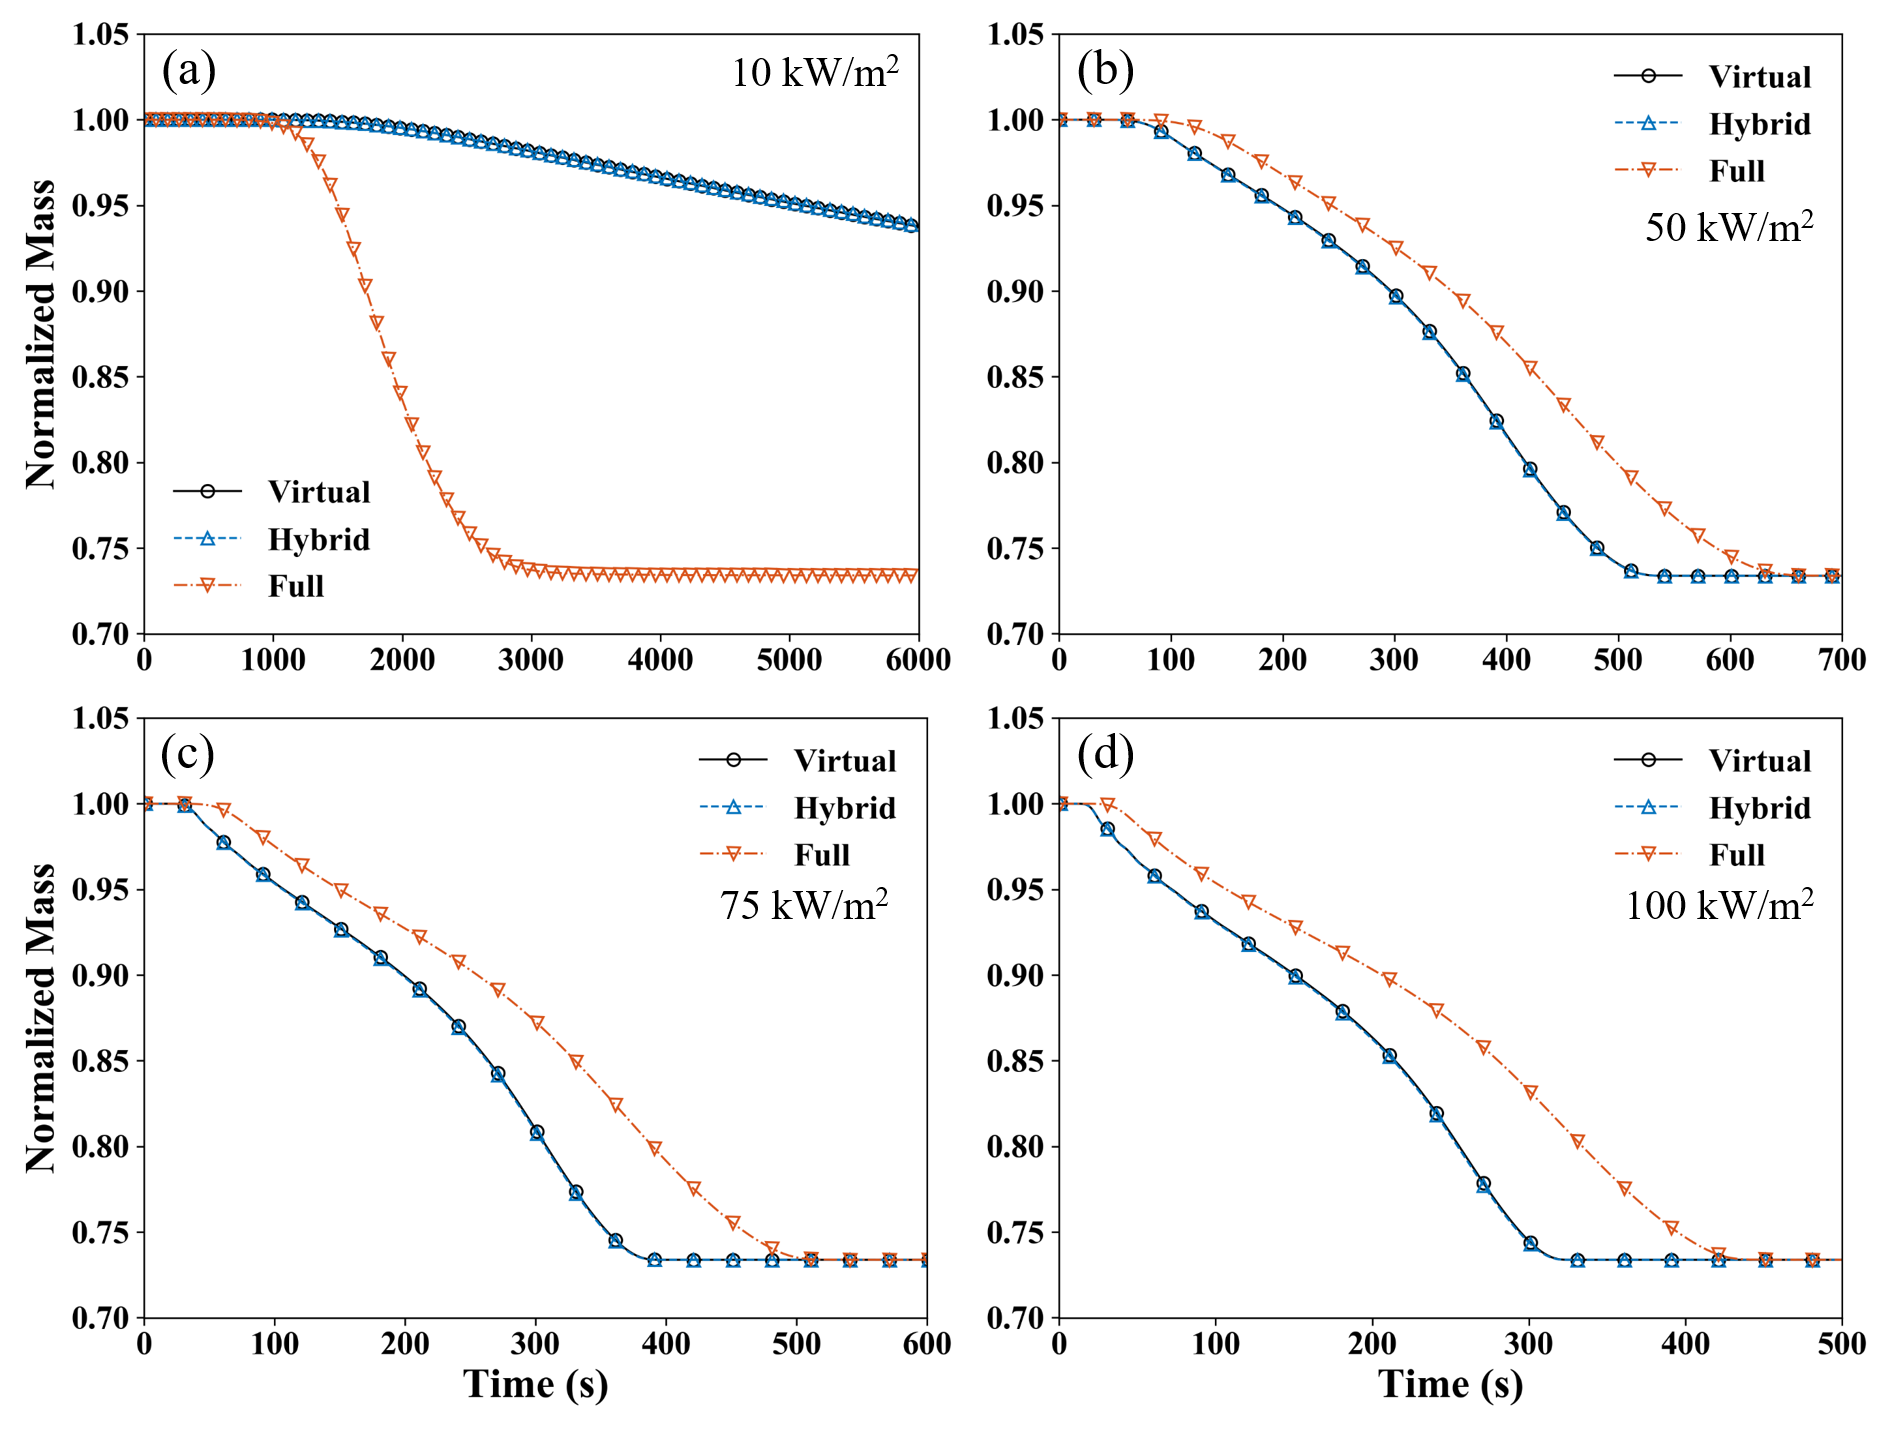 (a)
10 kW/m²
1.05
1.00
0.95
0.90
0.85
0.80
0.75
0.70
Normalized Mass
Virtual
Hybrid
Full
0 1000 2000 3000 4000 5000 6000
(b)
Virtual
Hybrid
Full
50 kW/m²
1.05
1.00
0.95
0.90
0.85
0.80
0.75
0.70
0 100 200 300 400 500 600 700
(c)
Virtual
Hybrid
Full
75 kW/m²
1.05
1.00
0.95
0.90
0.85
0.80
0.75
0.70
Normalized Mass
0 100 200 300 400 500 600
Time (s)
(d)
Virtual
Hybrid
Full
100 kW/m²
1.05
1.00
0.95
0.90
0.85
0.80
0.75
0.70
0 100 200 300 400 500
Time (s)